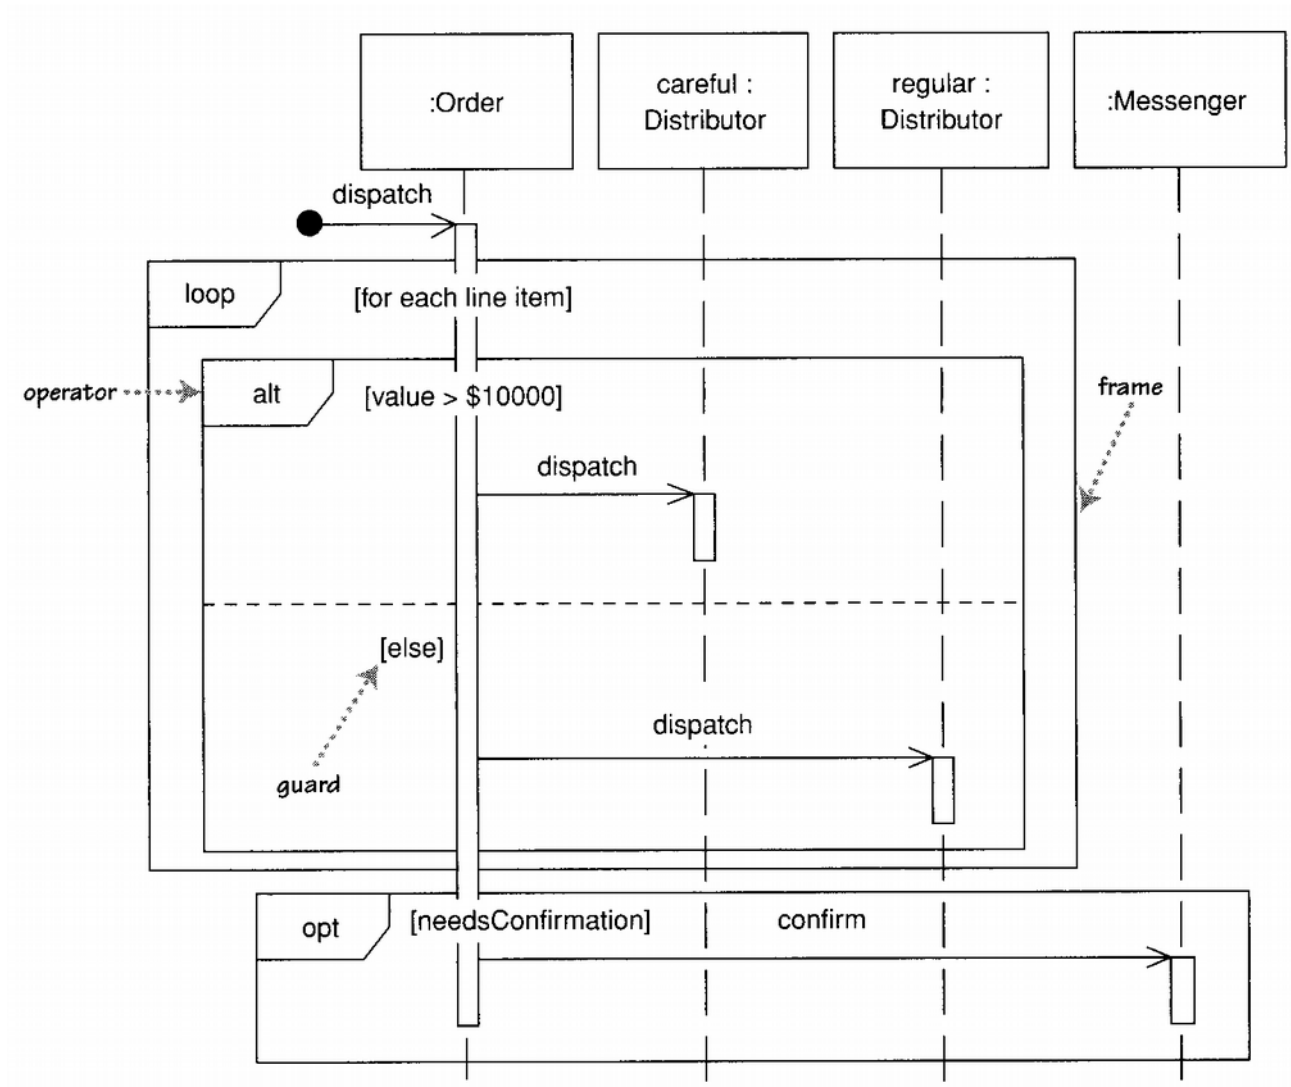 :Order
careful :
Distributor
regular :
Distributor
:Messenger
dispatch
loop
[for each line item]
operator
alt
[value > $10000]
frame
dispatch
[else]
dispatch
guard
opt
[needsConfirmation]
confirm